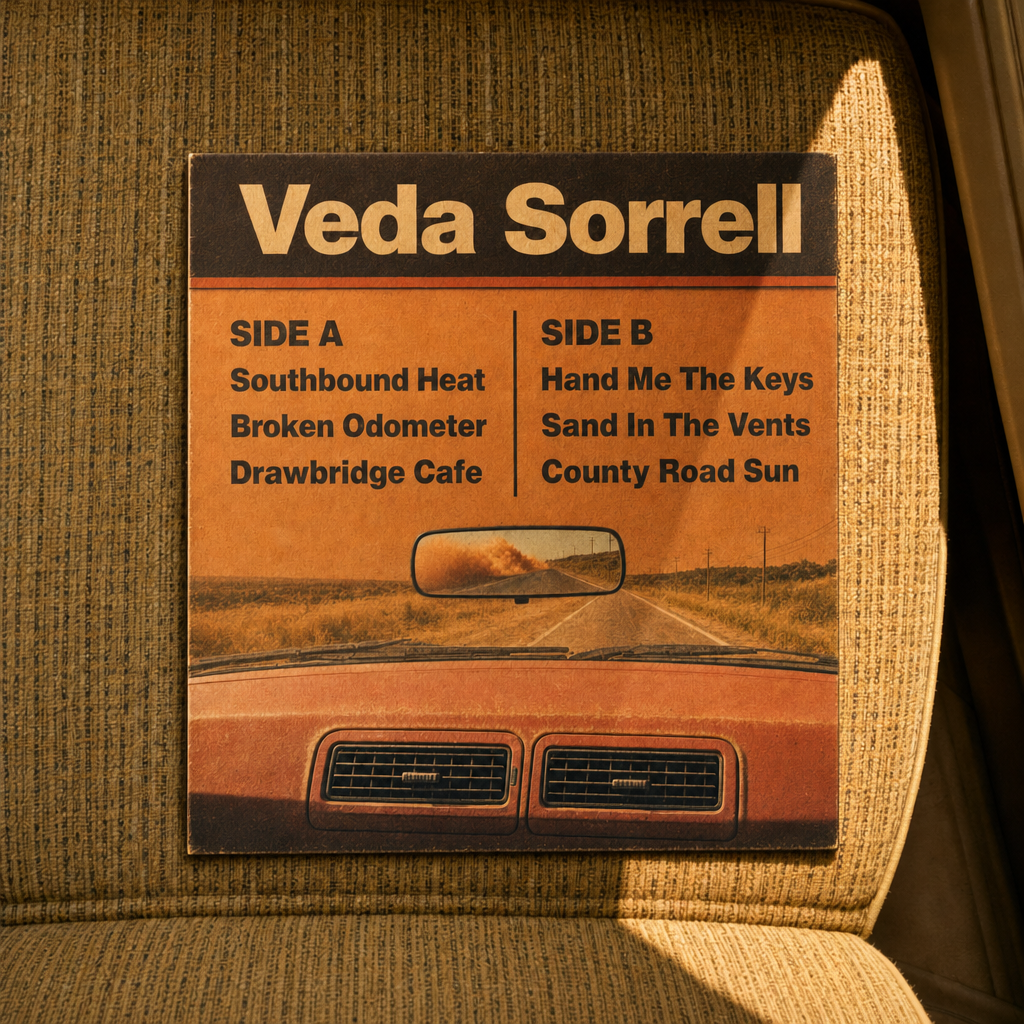 Veda Sorrell
SIDE A
Southbound Heat
Broken Odometer
Drawbridge Cafe
SIDE B
Hand Me The Keys
Sand In The Vents
County Road Sun